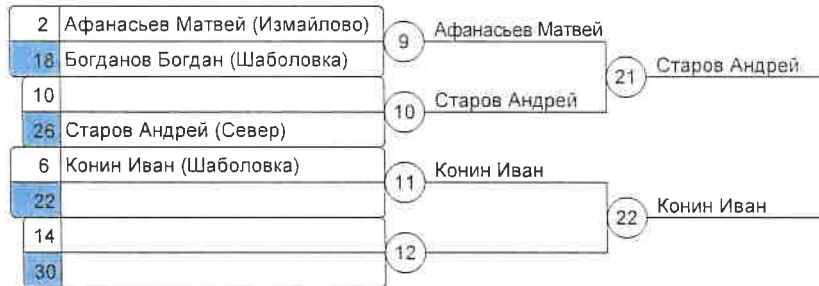 2 Афанасьев Матвей (Измайлово)
18 Богданов Богдан (Шаболовка)
9 Афанасьев Матвей
10
26 Старов Андрей (Север)
10 Старов Андрей
21 Старов Андрей
6 Конин Иван (Шаболовка)
22
11 Конин Иван
14
30
12
22 Конин Иван